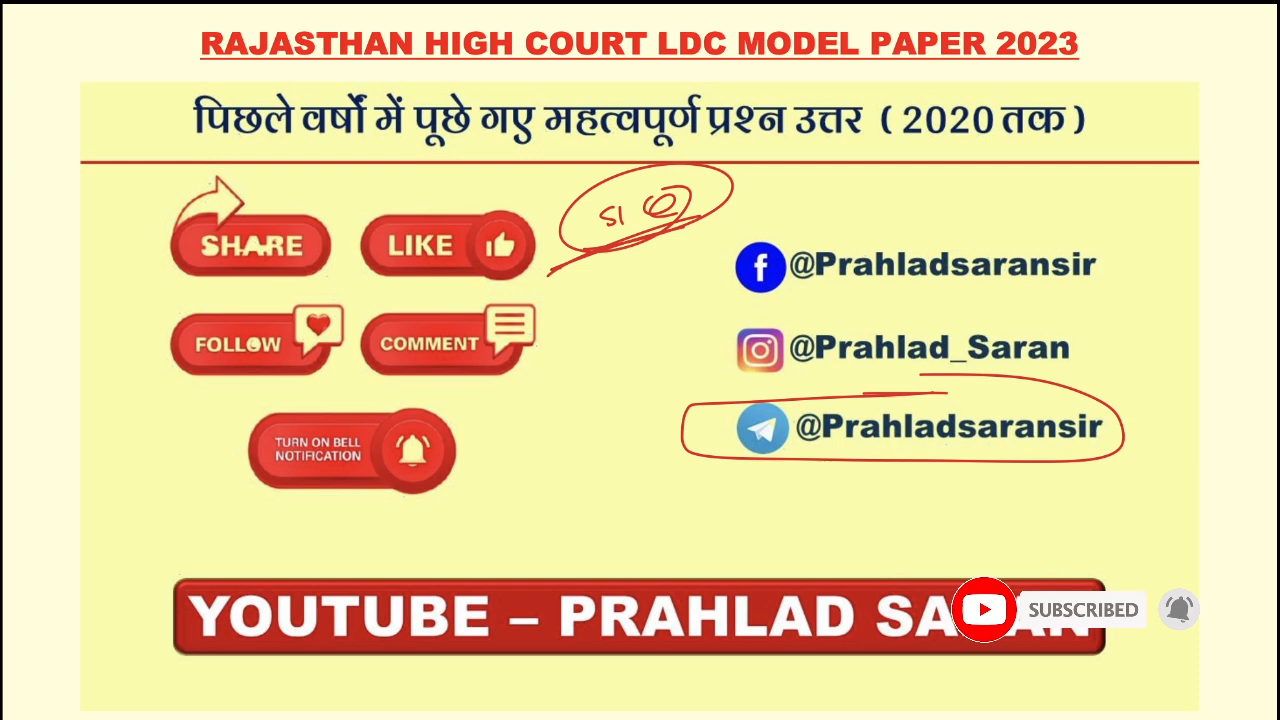 RAJASTHAN HIGH COURT LDC MODEL PAPER 2023
पिछले वर्षों में पूछे गए महत्वपूर्ण प्रश्न उत्तर ( 2020 तक )
SHARE
LIKE
@Prahladsaransir
FOLLOW
COMMENT
@Prahlad_Saran
@Prahladsaransir
TURN ON BELL
NOTIFICATION
YOUTUBE – PRAHLAD SARAN
SUBSCRIBED